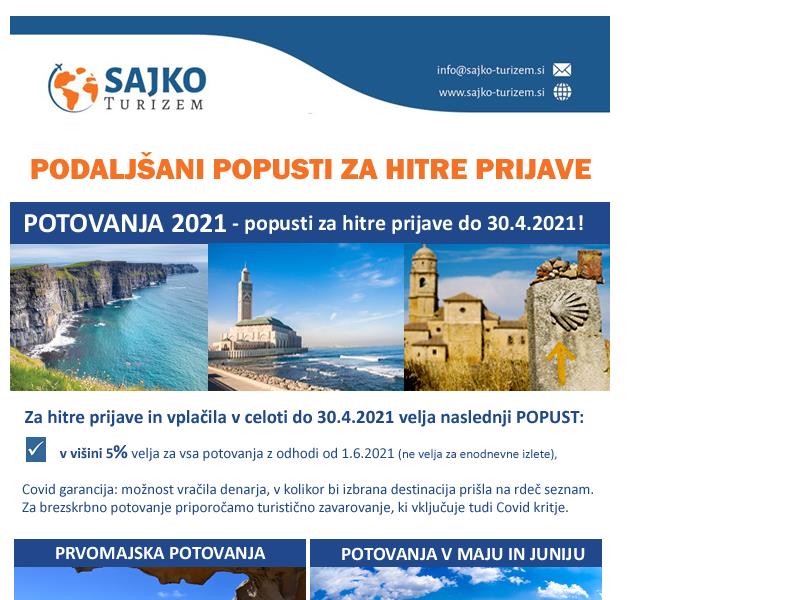 SAJKO
TURIZEM
info@sajko-turizem.si
www.sajko-turizem.si
PODALJŠANI POPUSTI ZA HITRE PRIJAVE
POTOVANJA 2021 - popusti za hitre prijave do 30.4.2021!
Za hitre prijave in vplačila v celoti do 30.4.2021 velja naslednji POPUST:
v višini 5% velja za vsa potovanja z odhodi od 1.6.2021 (ne velja za enodnevne izlete),
Covid garancija: možnost vračila denarja, v kolikor bi izbrana destinacija prišla na rdeč seznam.
Za brezskrbno potovanje priporočamo turistično zavarovanje, ki vključuje tudi Covid kritje.
PRVOMAJSKA POTOVANJA
POTOVANJA V MAJU IN JUNIJU